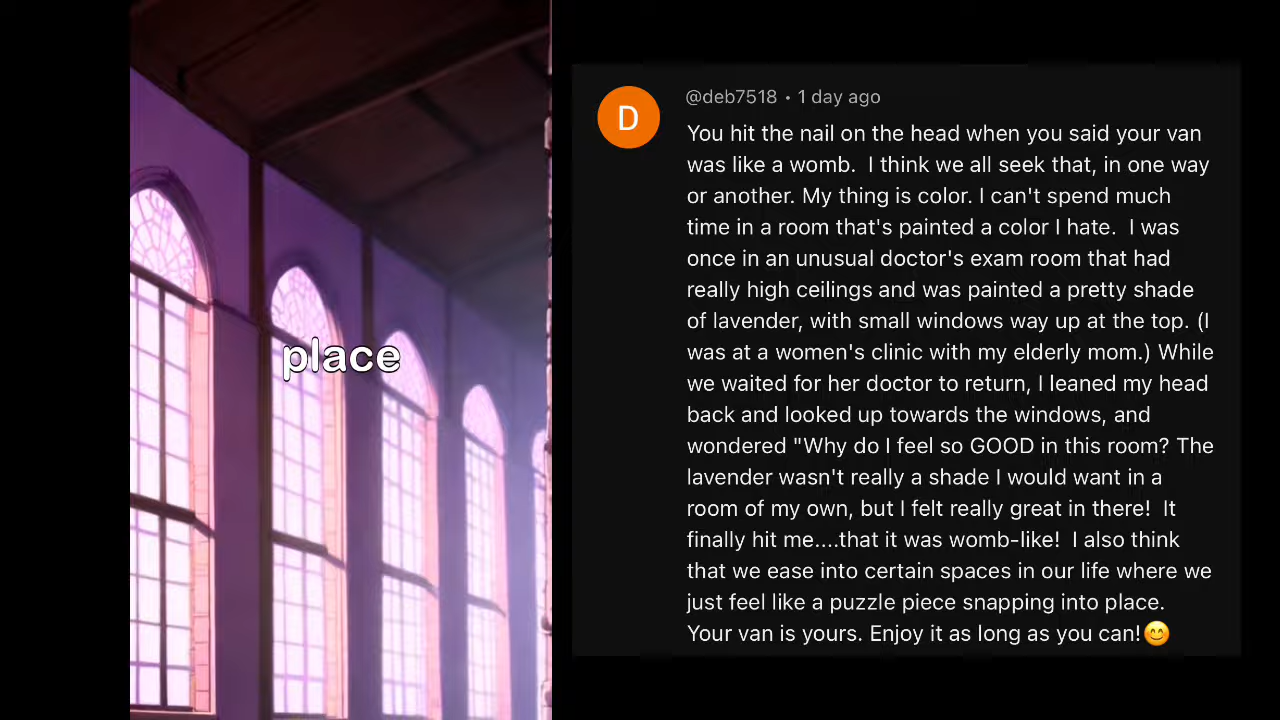 place
D
@deb7518 • 1 day ago
You hit the nail on the head when you said your van
was like a womb.  I think we all seek that, in one way
or another. My thing is color. I can't spend much
time in a room that's painted a color I hate.  I was
once in an unusual doctor's exam room that had
really high ceilings and was painted a pretty shade
of lavender, with small windows way up at the top. (I
was at a women's clinic with my elderly mom.) While
we waited for her doctor to return, I leaned my head
back and looked up towards the windows, and
wondered "Why do I feel so GOOD in this room? The
lavender wasn't really a shade I would want in a
room of my own, but I felt really great in there!  It
finally hit me....that it was womb-like!  I also think
that we ease into certain spaces in our life where we
just feel like a puzzle piece snapping into place.
Your van is yours. Enjoy it as long as you can!😊